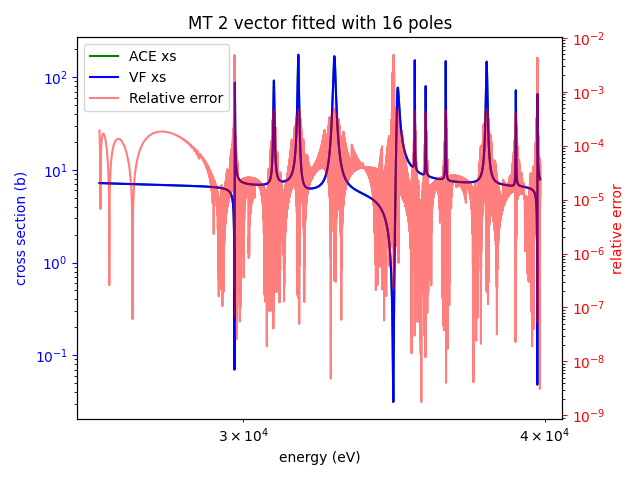 MT 2 vector fitted with 16 poles
ACE xs
VF xs
Relative error
cross section (b)
10²
10¹
10⁰
10⁻¹
10⁻²
10⁻³
10⁻⁴
10⁻⁵
10⁻⁶
10⁻⁷
10⁻⁸
10⁻⁹
relative error
3 × 10⁴
4 × 10⁴
energy (eV)